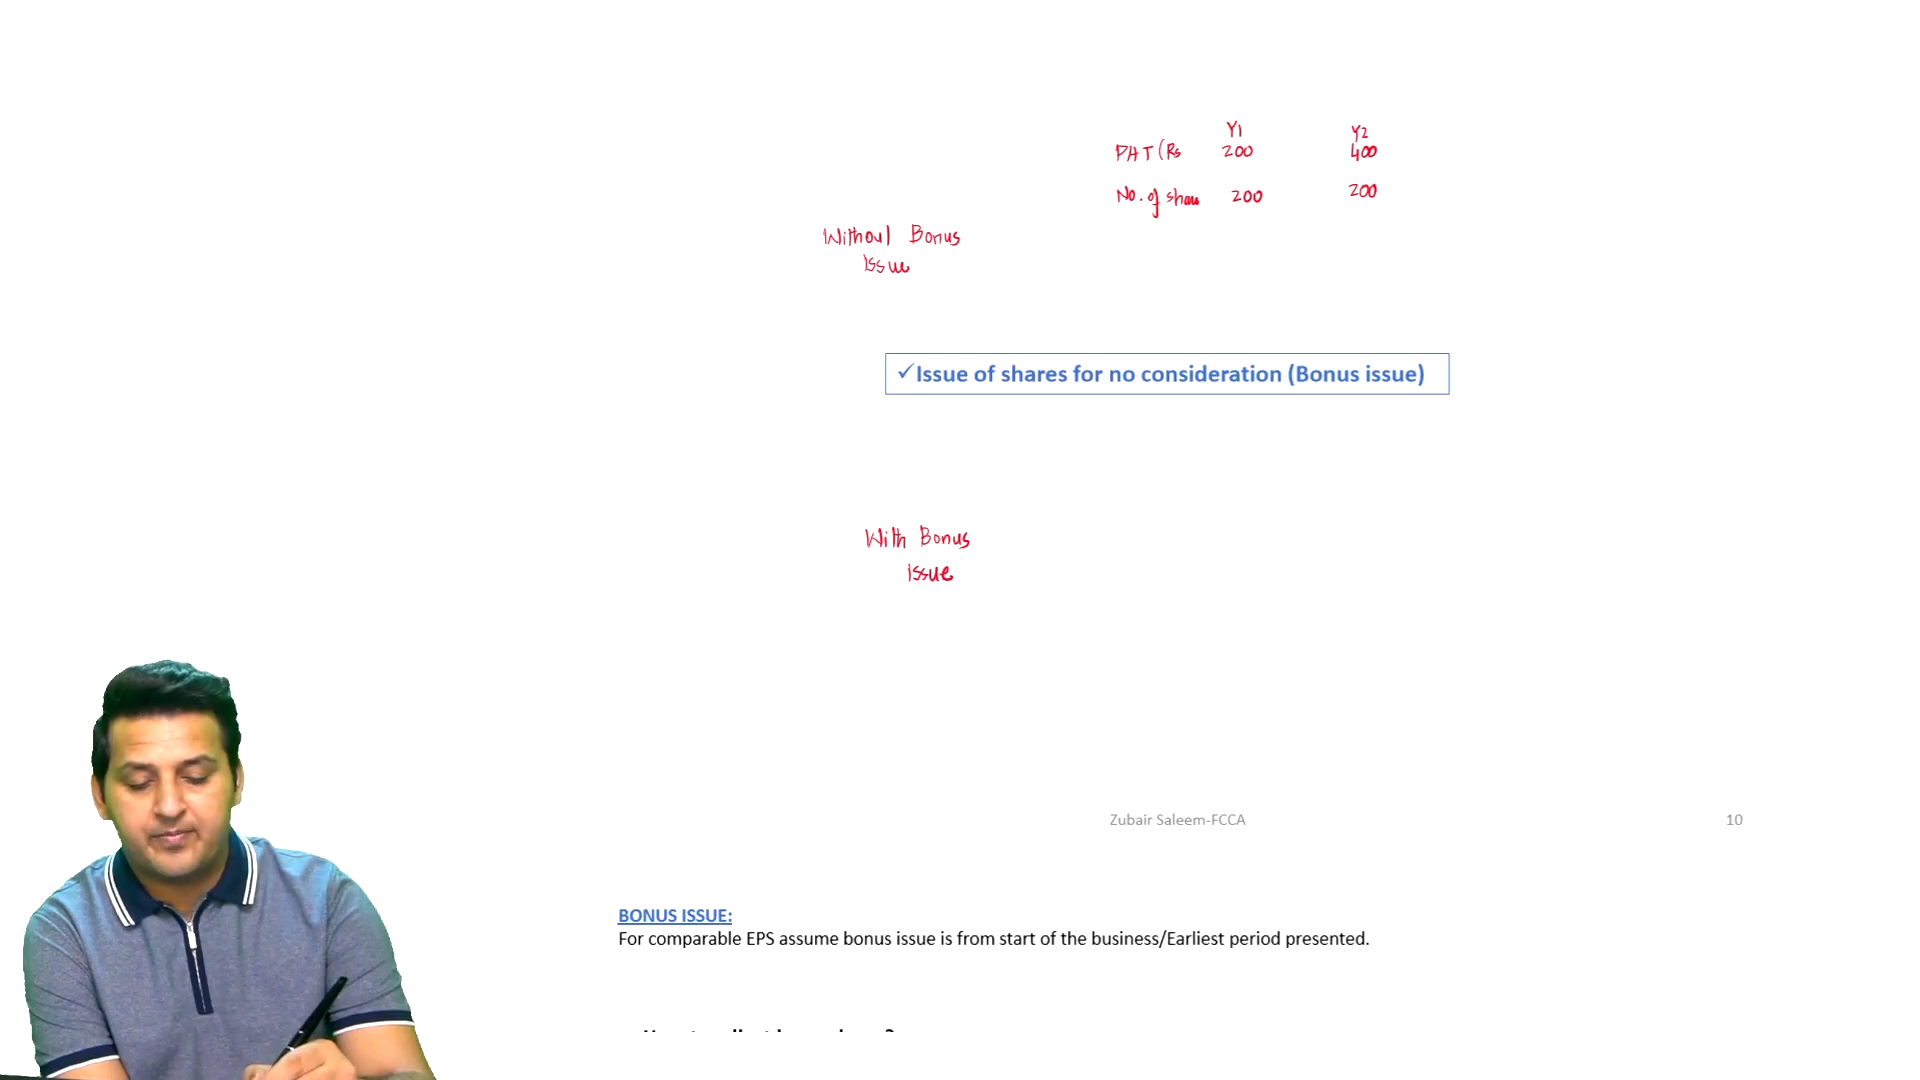 Y1 Y2
PAT (Rs 200 400
No. of share 200 200
Without Bonus
Issue
✓Issue of shares for no consideration (Bonus issue)
With Bonus
Issue
Zubair Saleem-FCCA 10
BONUS ISSUE:
For comparable EPS assume bonus issue is from start of the business/Earliest period presented.